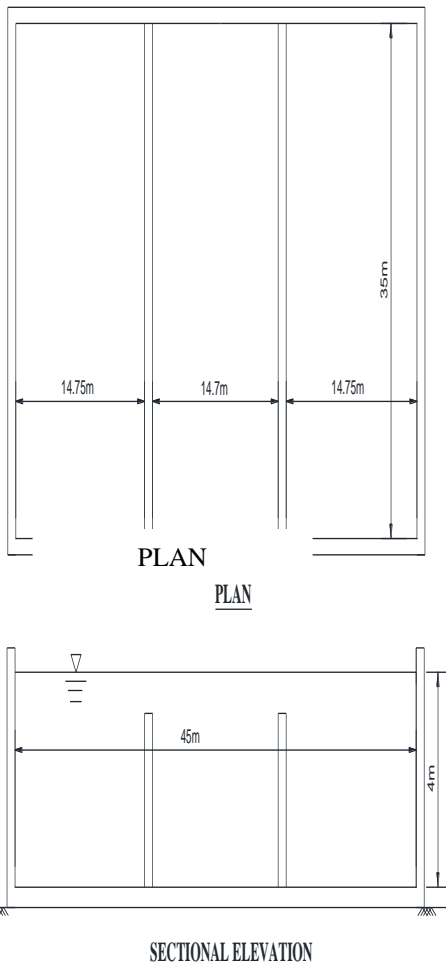 35m
14.75m 14.7m 14.75m
PLAN
PLAN
45m
4m
SECTIONAL ELEVATION